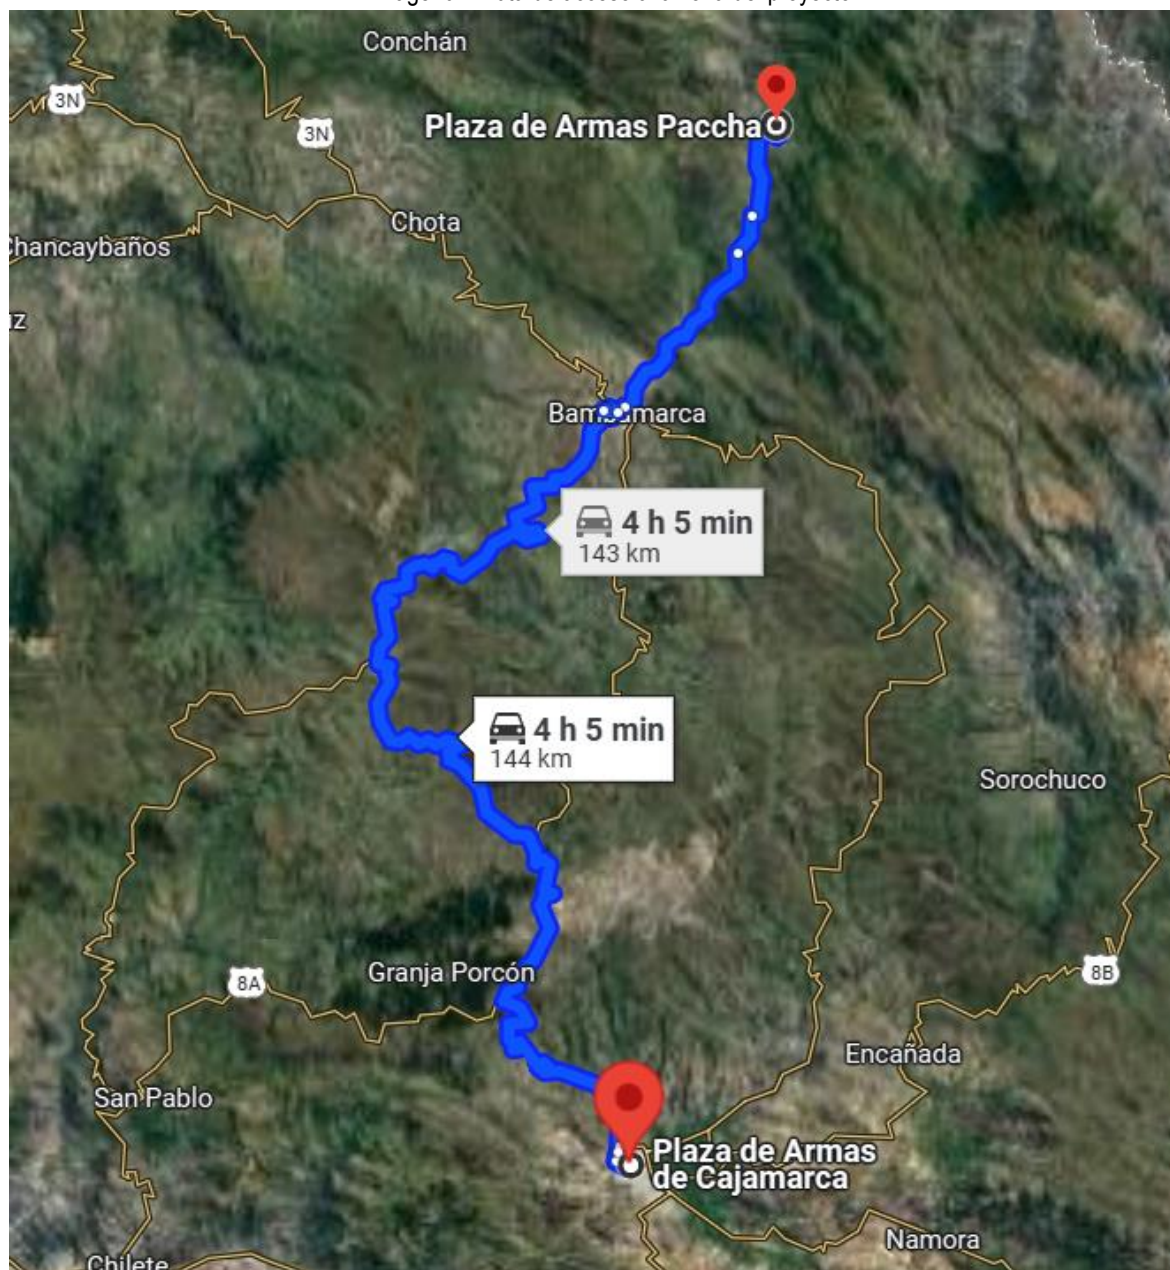 Conchán
3N
3N
Plaza de Armas Paccha
Chota
Chancaybaños
Bambamarca
4 h 5 min
143 km
4 h 5 min
144 km
Sorochuco
Granja Porcón
8A
8B
Encañada
San Pablo
Plaza de Armas
de Cajamarca
Namora
Chilete